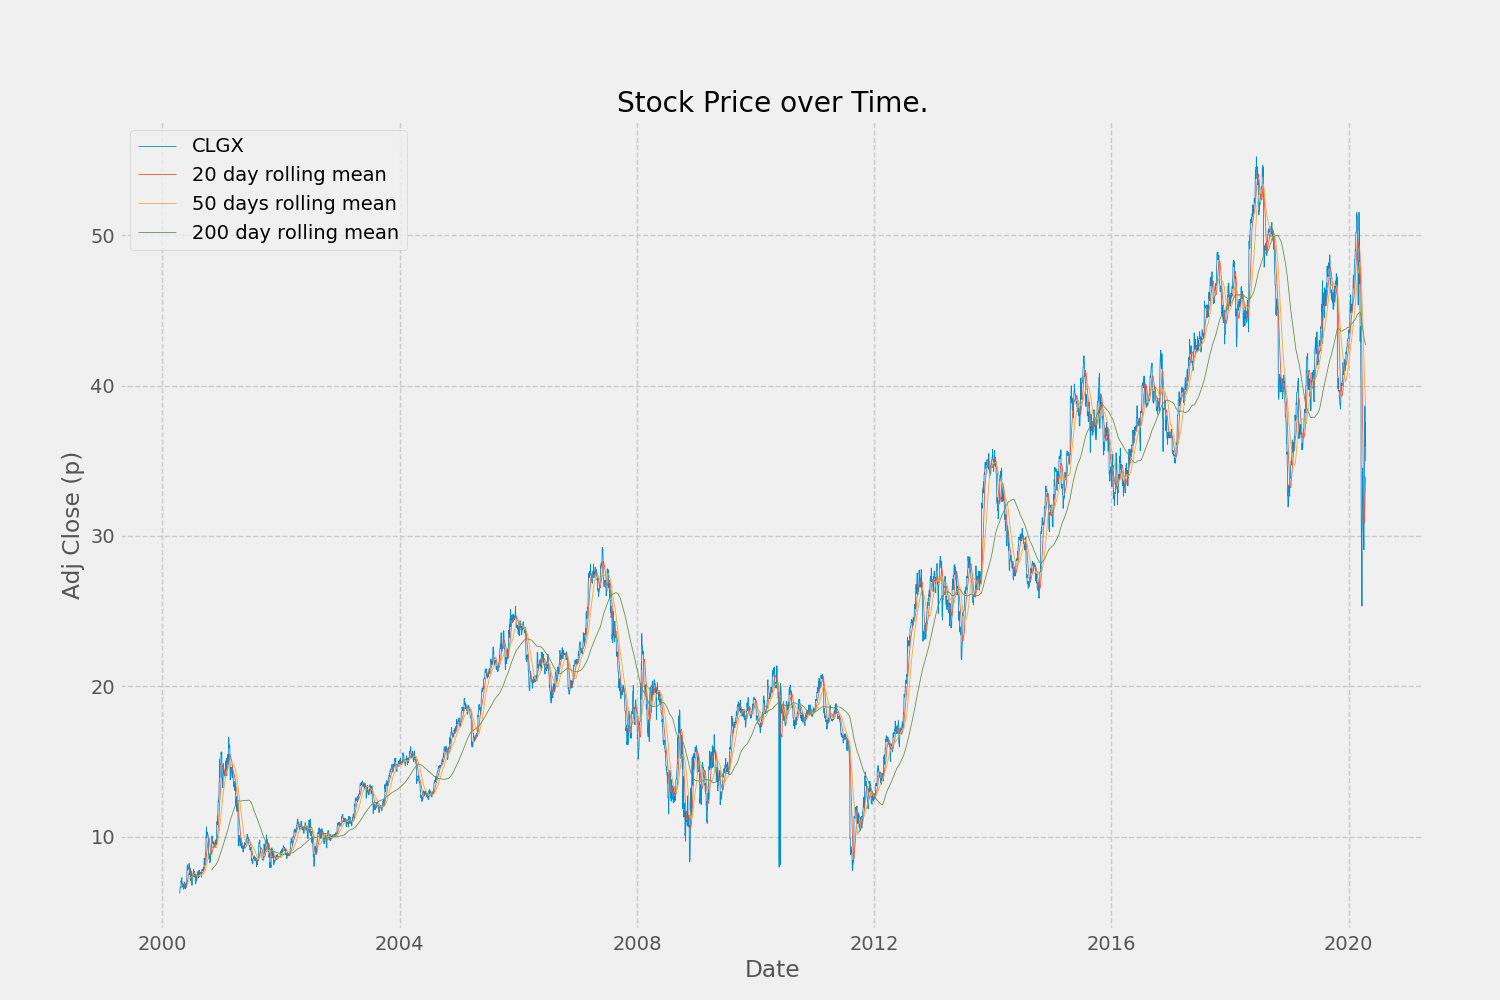 Stock Price over Time.
CLGX
20 day rolling mean
50 days rolling mean
200 day rolling mean
Adj Close (p)
50
40
30
20
10
2000 2004 2008 2012 2016 2020
Date